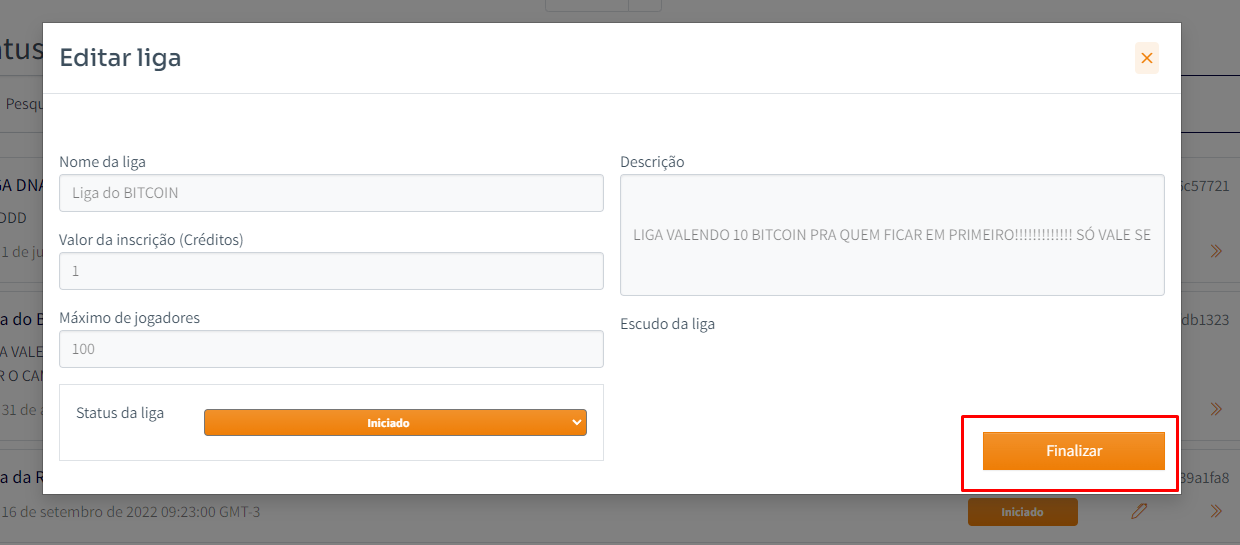 atus
Editar liga
Pesqu
Nome da liga
Liga do BITCOIN
Descrição
LIGA VALENDO 10 BITCOIN PRA QUEM FICAR EM PRIMEIRO!!!!!!!!!!!!! SÓ VALE SE
Valor da inscrição (Créditos)
1
Máximo de jogadores
100
Escudo da liga
Status da liga
Iniciado
Finalizar
GA DNA
6c57721
DDD
1 de ju
a do B
db1323
A VALE
R O CAN
31 de a
a da R
39a1fa8
16 de setembro de 2022 09:23:00 GMT-3
Iniciado